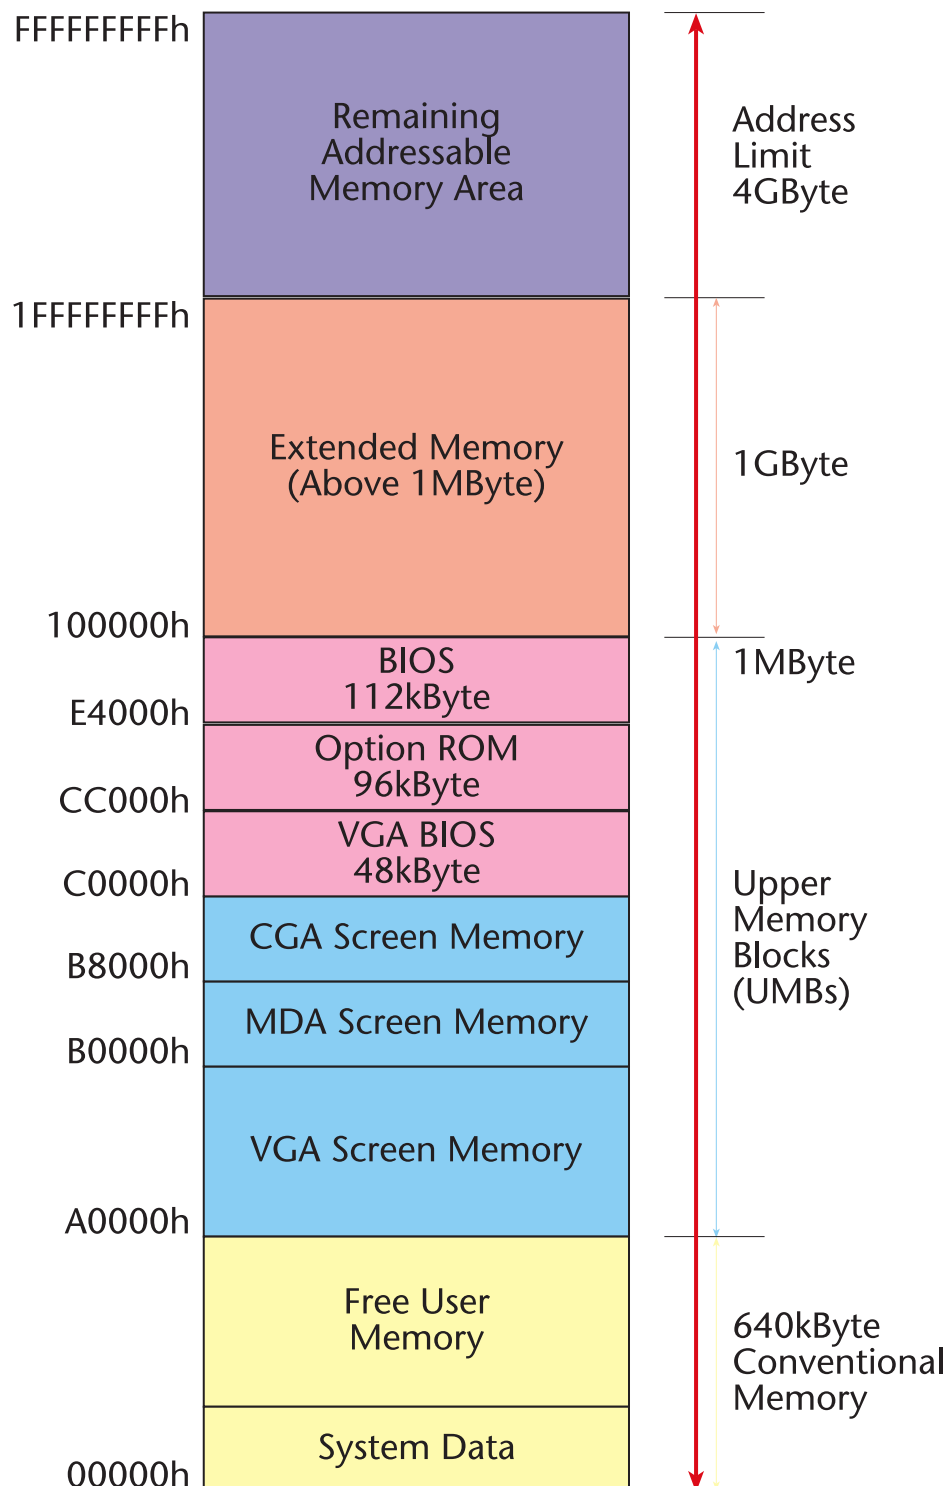 FFFFFFFFFh
Remaining
Addressable
Memory Area
Address
Limit
4GByte
1FFFFFFFFh
Extended Memory
(Above 1MByte)
1GByte
100000h
BIOS
112kByte
1MByte
E4000h
Option ROM
96kByte
CC000h
VGA BIOS
48kByte
C0000h
CGA Screen Memory
Upper
Memory
Blocks
(UMBs)
B8000h
MDA Screen Memory
B0000h
VGA Screen Memory
A0000h
Free User
Memory
640kByte
Conventional
Memory
System Data
00000h